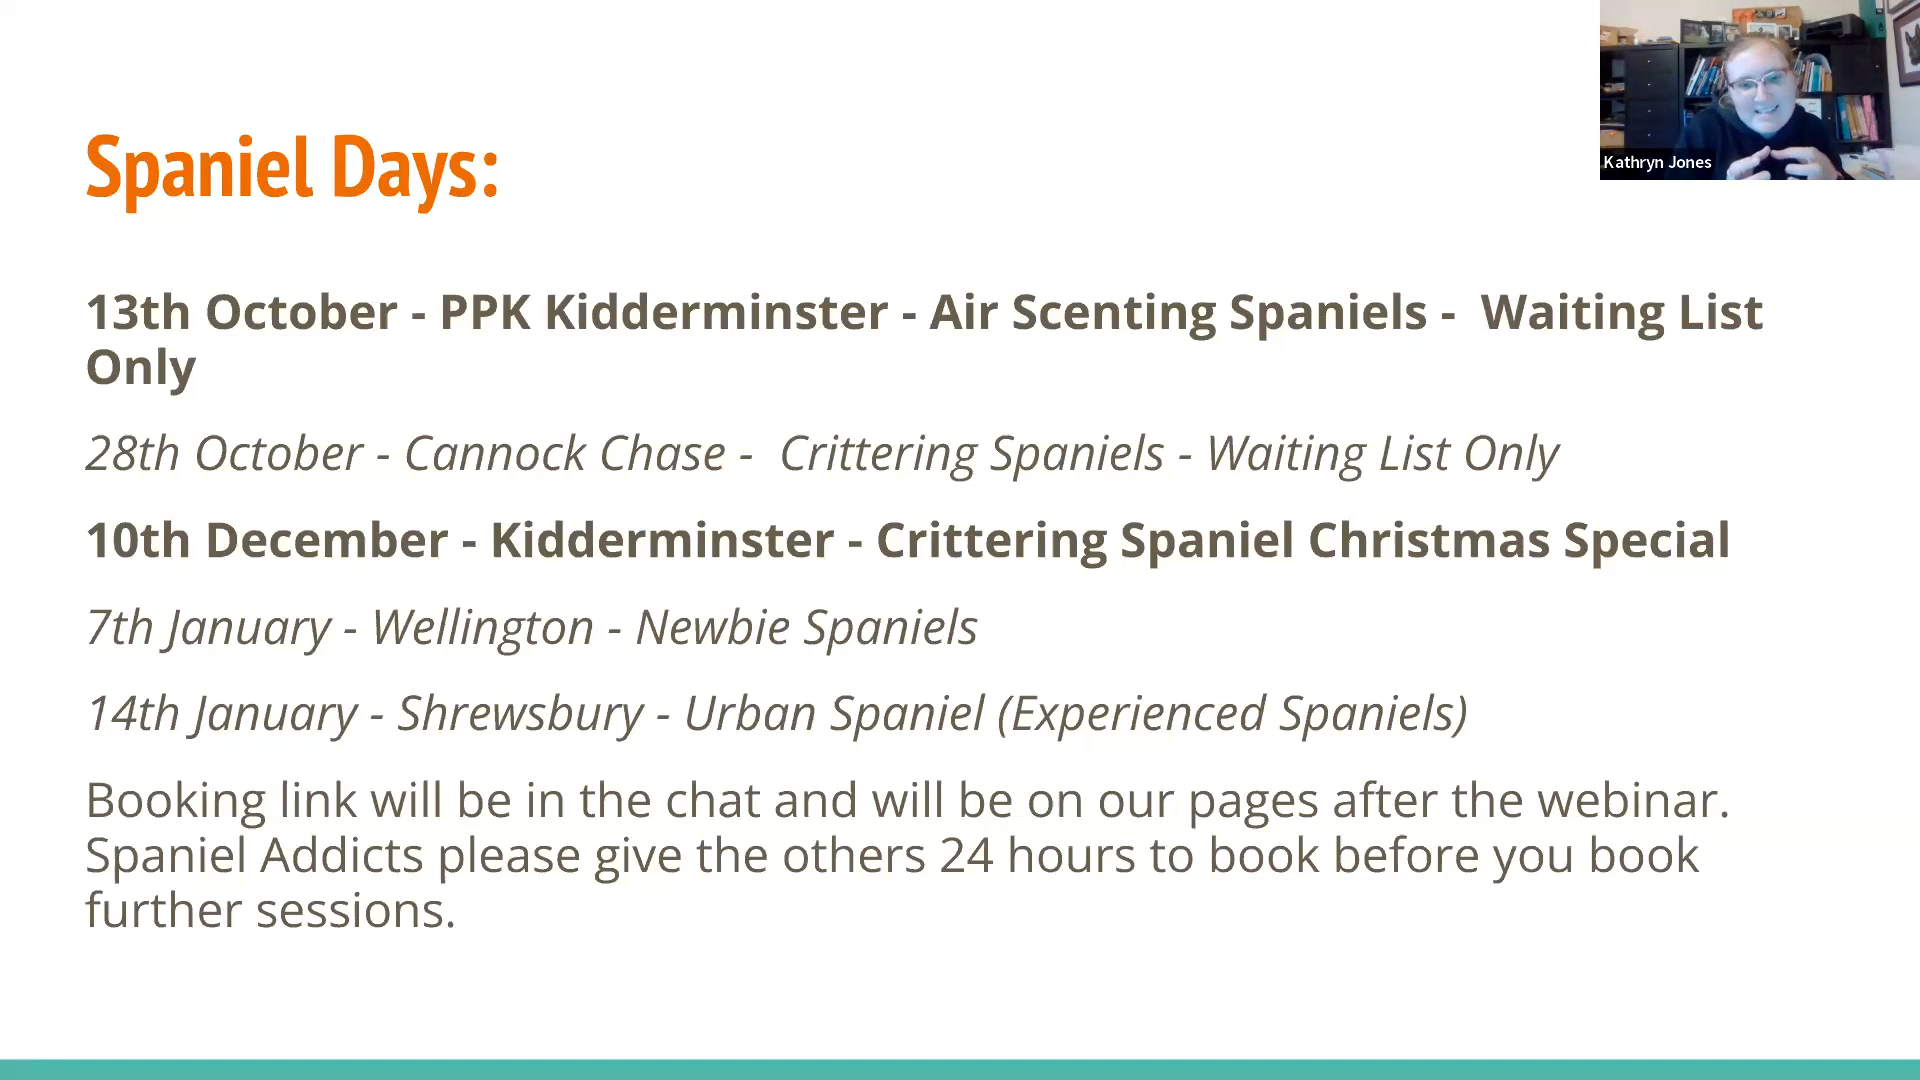 Kathryn Jones
Spaniel Days:
13th October - PPK Kidderminster - Air Scenting Spaniels -  Waiting List
Only
28th October - Cannock Chase -  Crittering Spaniels - Waiting List Only
10th December - Kidderminster - Crittering Spaniel Christmas Special
7th January - Wellington - Newbie Spaniels
14th January - Shrewsbury - Urban Spaniel (Experienced Spaniels)
Booking link will be in the chat and will be on our pages after the webinar.
Spaniel Addicts please give the others 24 hours to book before you book
further sessions.